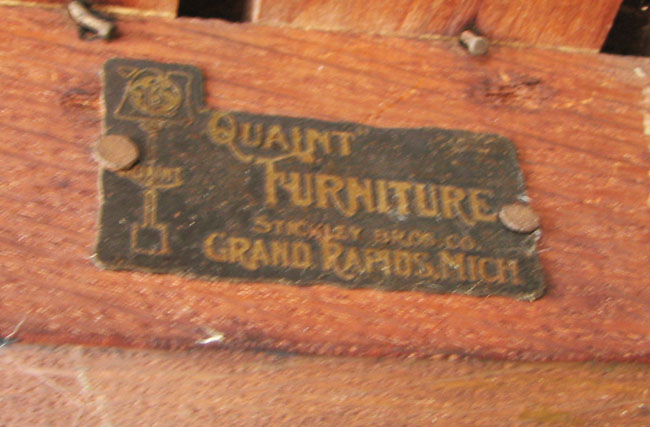 "QUAINT"
FURNITURE
STICKLEY BROS. CO.
GRAND RAPIDS, MICH.